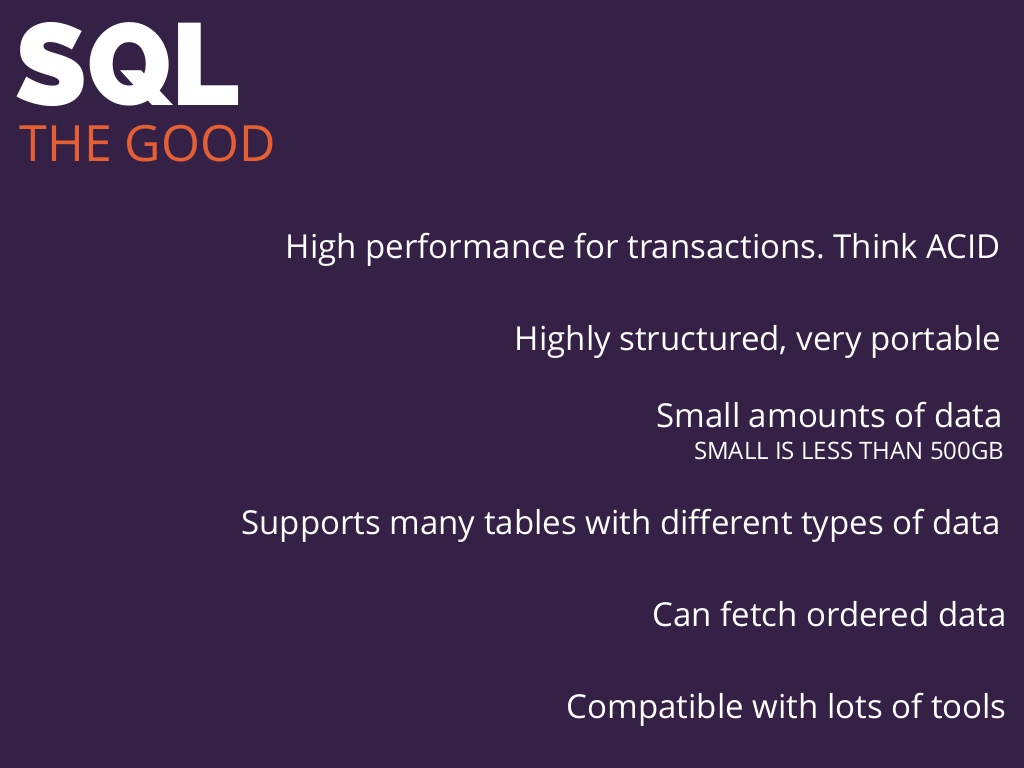 SQL
THE GOOD
High performance for transactions. Think ACID
Highly structured, very portable
Small amounts of data
SMALL IS LESS THAN 500GB
Supports many tables with different types of data
Can fetch ordered data
Compatible with lots of tools